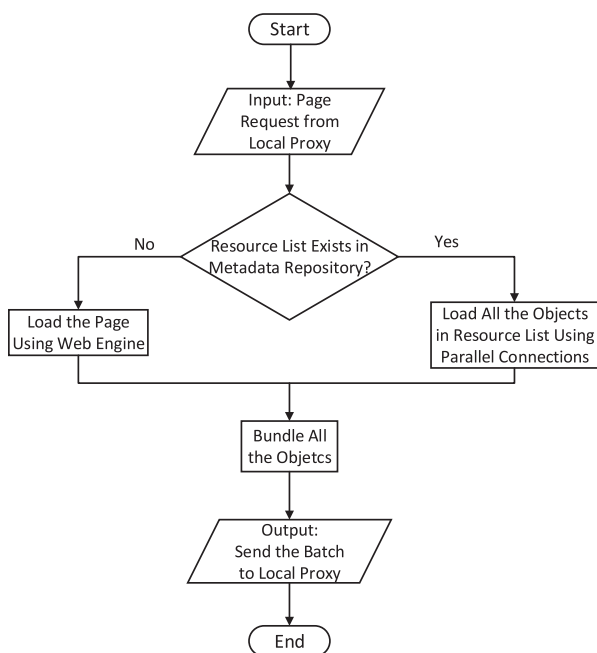 Start
Input: Page
Request from
Local Proxy
Resource List Exists in
Metadata Repository?
No
Yes
Load the Page
Using Web Engine
Load All the Objects
in Resource List Using
Parallel Connections
Bundle All
the Objetcs
Output:
Send the Batch
to Local Proxy
End